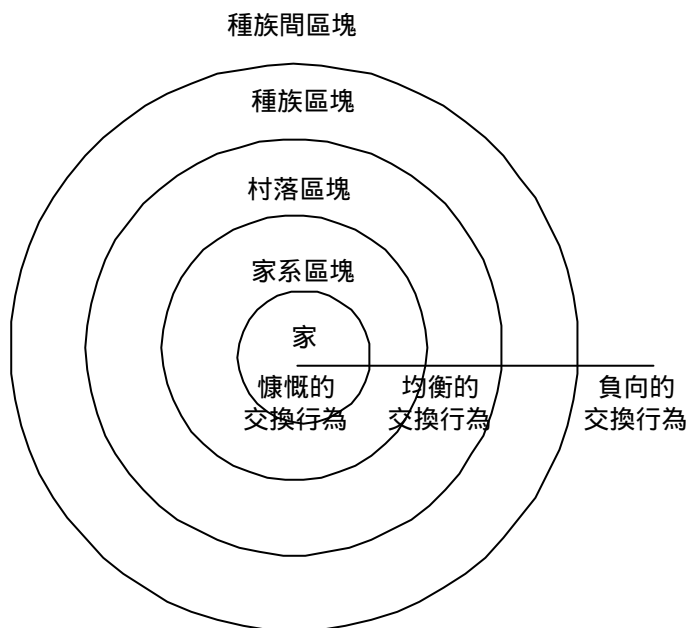 種族間區塊
種族區塊
村落區塊
家系區塊
家
慷慨的
交換行為
均衡的
交換行為
負向的
交換行為